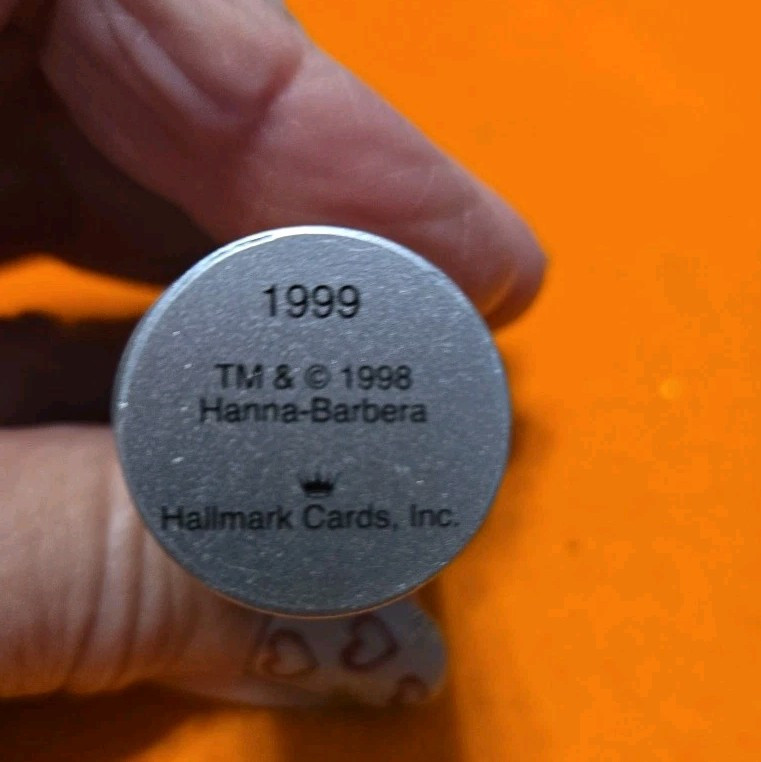 1999
TM & © 1998
Hanna-Barbera
Hallmark Cards, Inc.